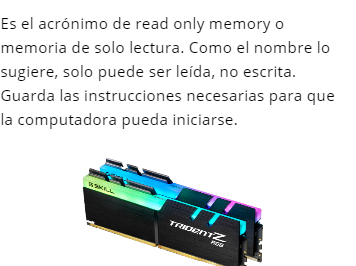 Es el acrónimo de read only memory o
memoria de solo lectura. Como el nombre lo
sugiere, solo puede ser leída, no escrita.
Guarda las instrucciones necesarias para que
la computadora pueda iniciarse.
G.SKILL
TRIDENTZ
RGB